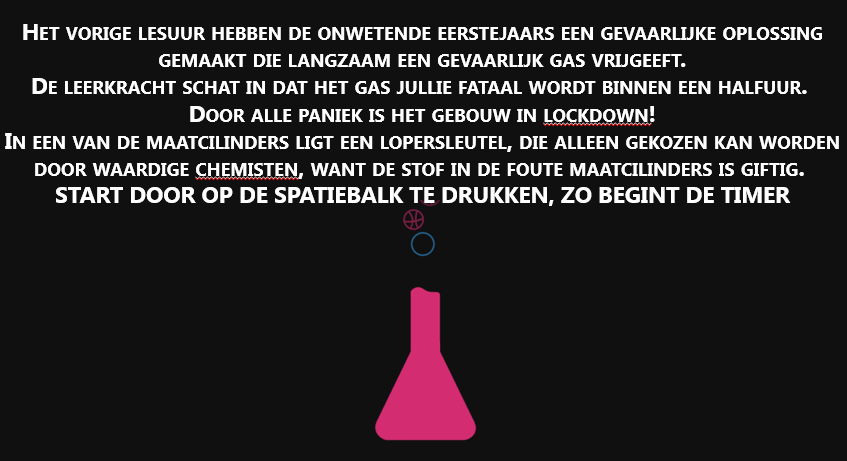 Het vorige lesuur hebben de onwetende eerstejaars een gevaarlijke oplossing
gemaakt die langzaam een gevaarlijk gas vrijgeeft.
De leerkracht schat in dat het gas jullie fataal wordt binnen een halfuur.
Door alle paniek is het gebouw in lockdown!
In een van de maatcilinders ligt een lopersleutel, die alleen gekozen kan worden
door waardige chemisten, want de stof in de foute maatcilinders is giftig.
START DOOR OP DE SPATIEBALK TE DRUKKEN, ZO BEGINT DE TIMER